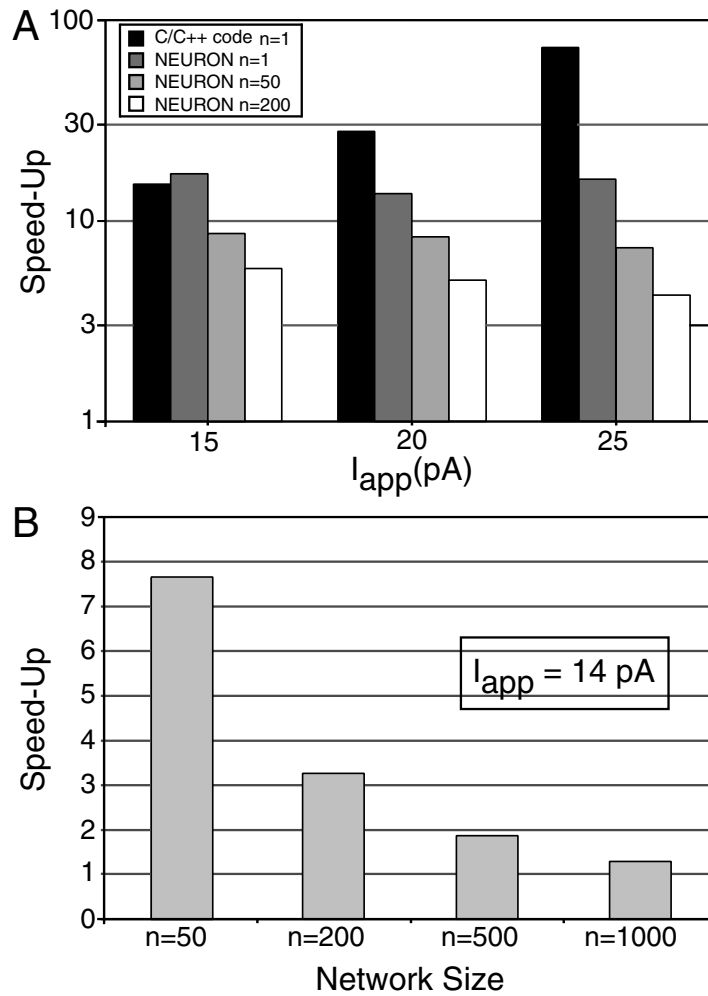 A
100
30
10
3
1
Speed-Up
C/C++ code n=1
NEURON n=1
NEURON n=50
NEURON n=200
15
20
25
Iapp(pA)
B
9
8
7
6
5
4
3
2
1
0
Speed-Up
Iapp = 14 pA
n=50
n=200
n=500
n=1000
Network Size